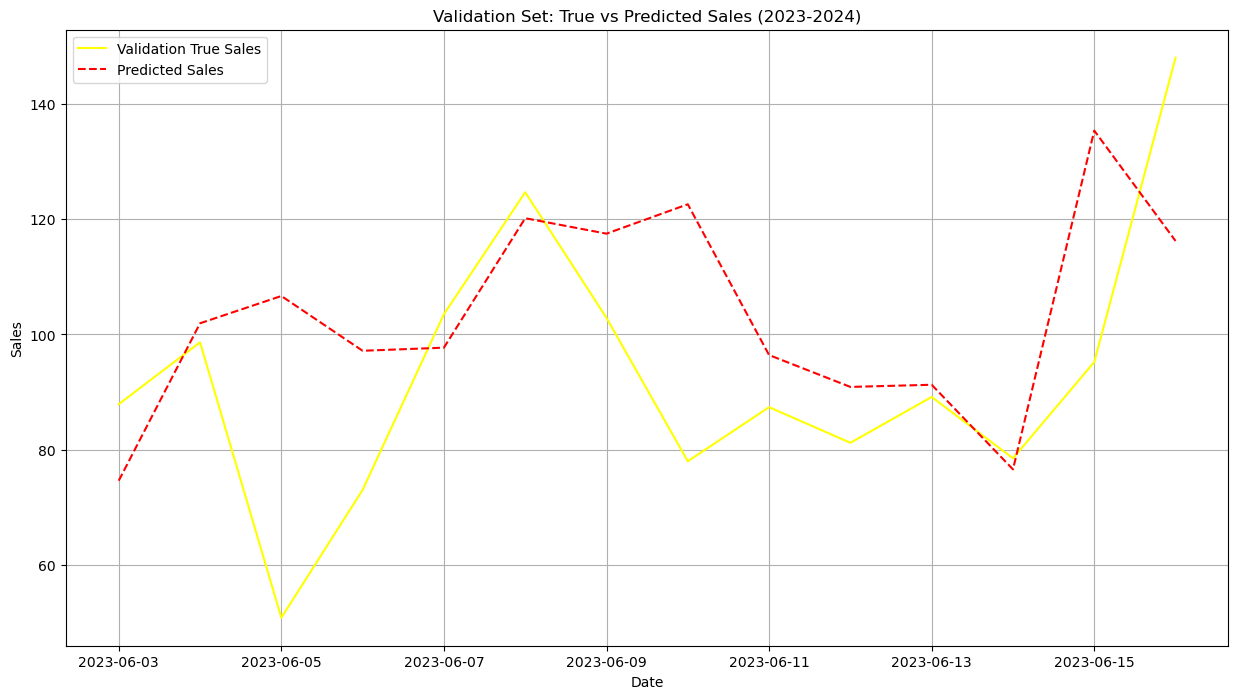 Validation Set: True vs Predicted Sales (2023-2024)
Validation True Sales
Predicted Sales
140
120
100
80
60
Sales
2023-06-03
2023-06-05
2023-06-07
2023-06-09
2023-06-11
2023-06-13
2023-06-15
Date